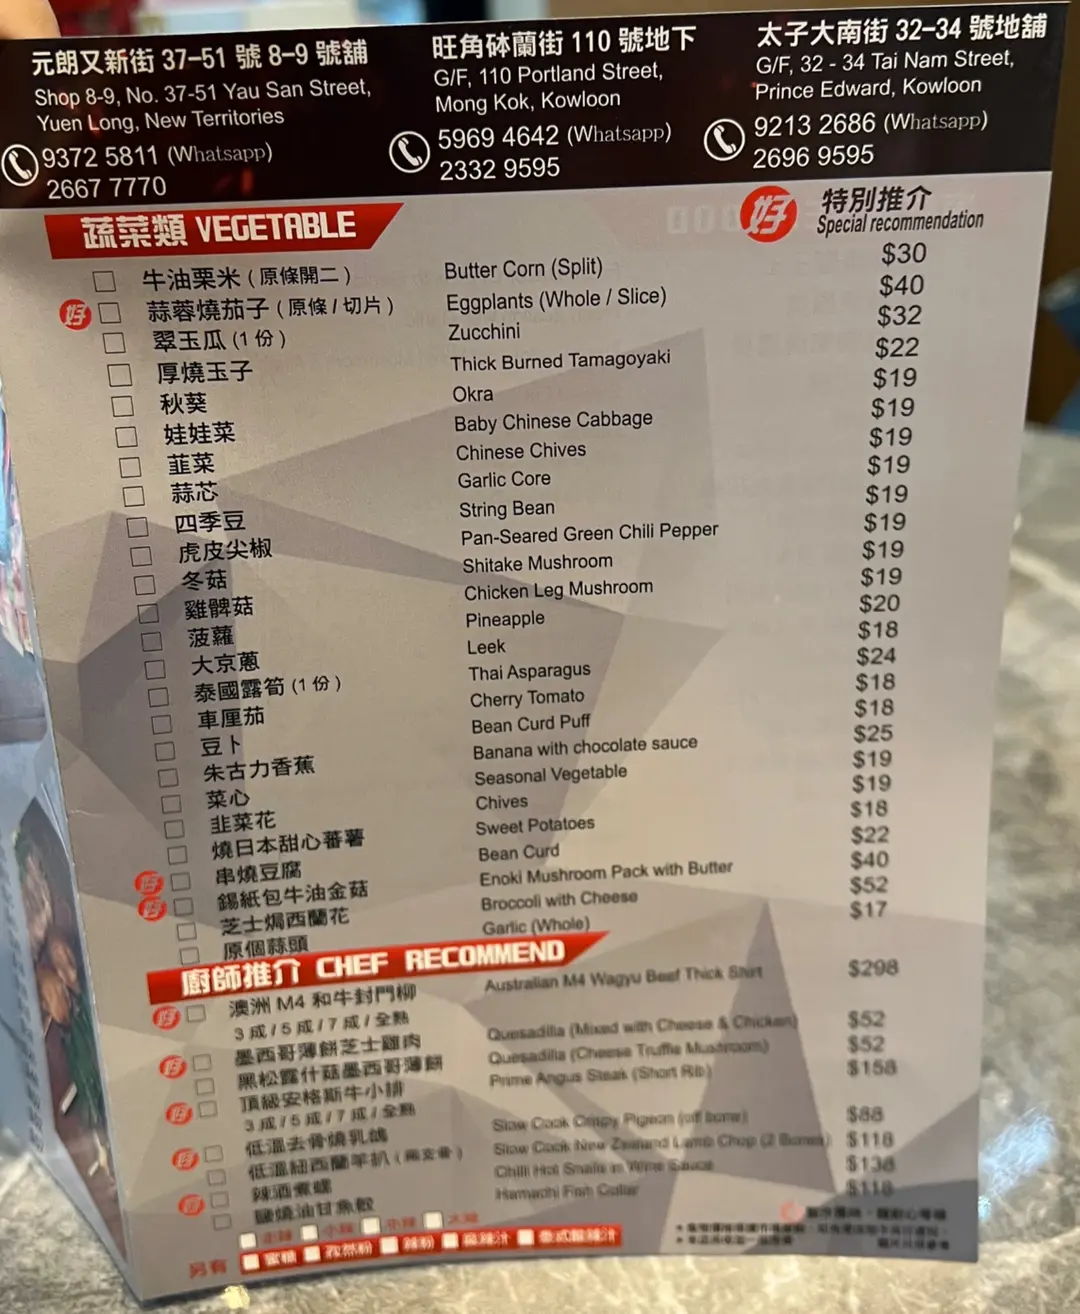 元朗又新街 37-51 號 8-9 號舖
Shop 8-9, No. 37-51 Yau San Street,
Yuen Long, New Territories
9372 5811 (Whatsapp)
2667 7770
旺角砵蘭街 110 號地下
G/F, 110 Portland Street,
Mong Kok, Kowloon
5969 4642 (Whatsapp)
2332 9595
太子大南街 32-34 號地舖
G/F, 32 - 34 Tai Nam Street,
Prince Edward, Kowloon
9213 2686 (Whatsapp)
2696 9595
蔬菜類 VEGETABLE
好 特別推介
Special recommendation
牛油粟米 ( 原條開二 ) Butter Corn (Split) $30
好 蒜蓉燒茄子 ( 原條 / 切片 ) Eggplants (Whole / Slice) $40
翠玉瓜 (1 份 ) Zucchini $32
厚燒玉子 Thick Burned Tamagoyaki $22
秋葵 Okra $19
娃娃菜 Baby Chinese Cabbage $19
韮菜 Chinese Chives $19
蒜芯 Garlic Core $19
四季豆 String Bean $19
虎皮尖椒 Pan-Seared Green Chili Pepper $19
冬菇 Shitake Mushroom $19
雞髀菇 Chicken Leg Mushroom $19
菠蘿 Pineapple $20
大京蔥 Leek $18
泰國露筍 (1 份 ) Thai Asparagus $24
車厘茄 Cherry Tomato $18
豆卜 Bean Curd Puff $18
朱古力香蕉 Banana with chocolate sauce $25
菜心 Seasonal Vegetable $19
韭菜花 Chives $19
燒日本甜心蕃薯 Sweet Potatoes $18
好 串燒豆腐 Bean Curd $22
好 錫紙包牛油金菇 Enoki Mushroom Pack with Butter $40
芝士焗西蘭花 Broccoli with Cheese $52
原個蒜頭 Garlic (Whole) $17
廚師推介 CHEF RECOMMEND
好 澳洲 M4 和牛封門柳 Australian M4 Wagyu Beef Thick Shirt $298
3 成 / 5 成 / 7 成 / 全熟
好 墨西哥薄餅芝士雞肉 Quesadilla (Mixed with Cheese & Chicken) $52
黑松露什菇墨西哥薄餅 Quesadilla (Cheese Truffle Mushroom) $52
好 頂級安格斯牛小排 Prime Angus Steak (Short Rib) $158
3 成 / 5 成 / 7 成 / 全熟
好 低溫去骨燒乳鴿 Slow Cook Crispy Pigeon (off bone) $88
低溫紐西蘭羊扒 Slow Cook New Zealand Lamb Chop (2 Bones) $118
好 辣酒煮螺 Chilli Hot Snails in Wine Sauce $138
鹽燒油甘魚鮫 Hamachi Fish Collar $118
另有 蜜糖 孜然粉 辣粉